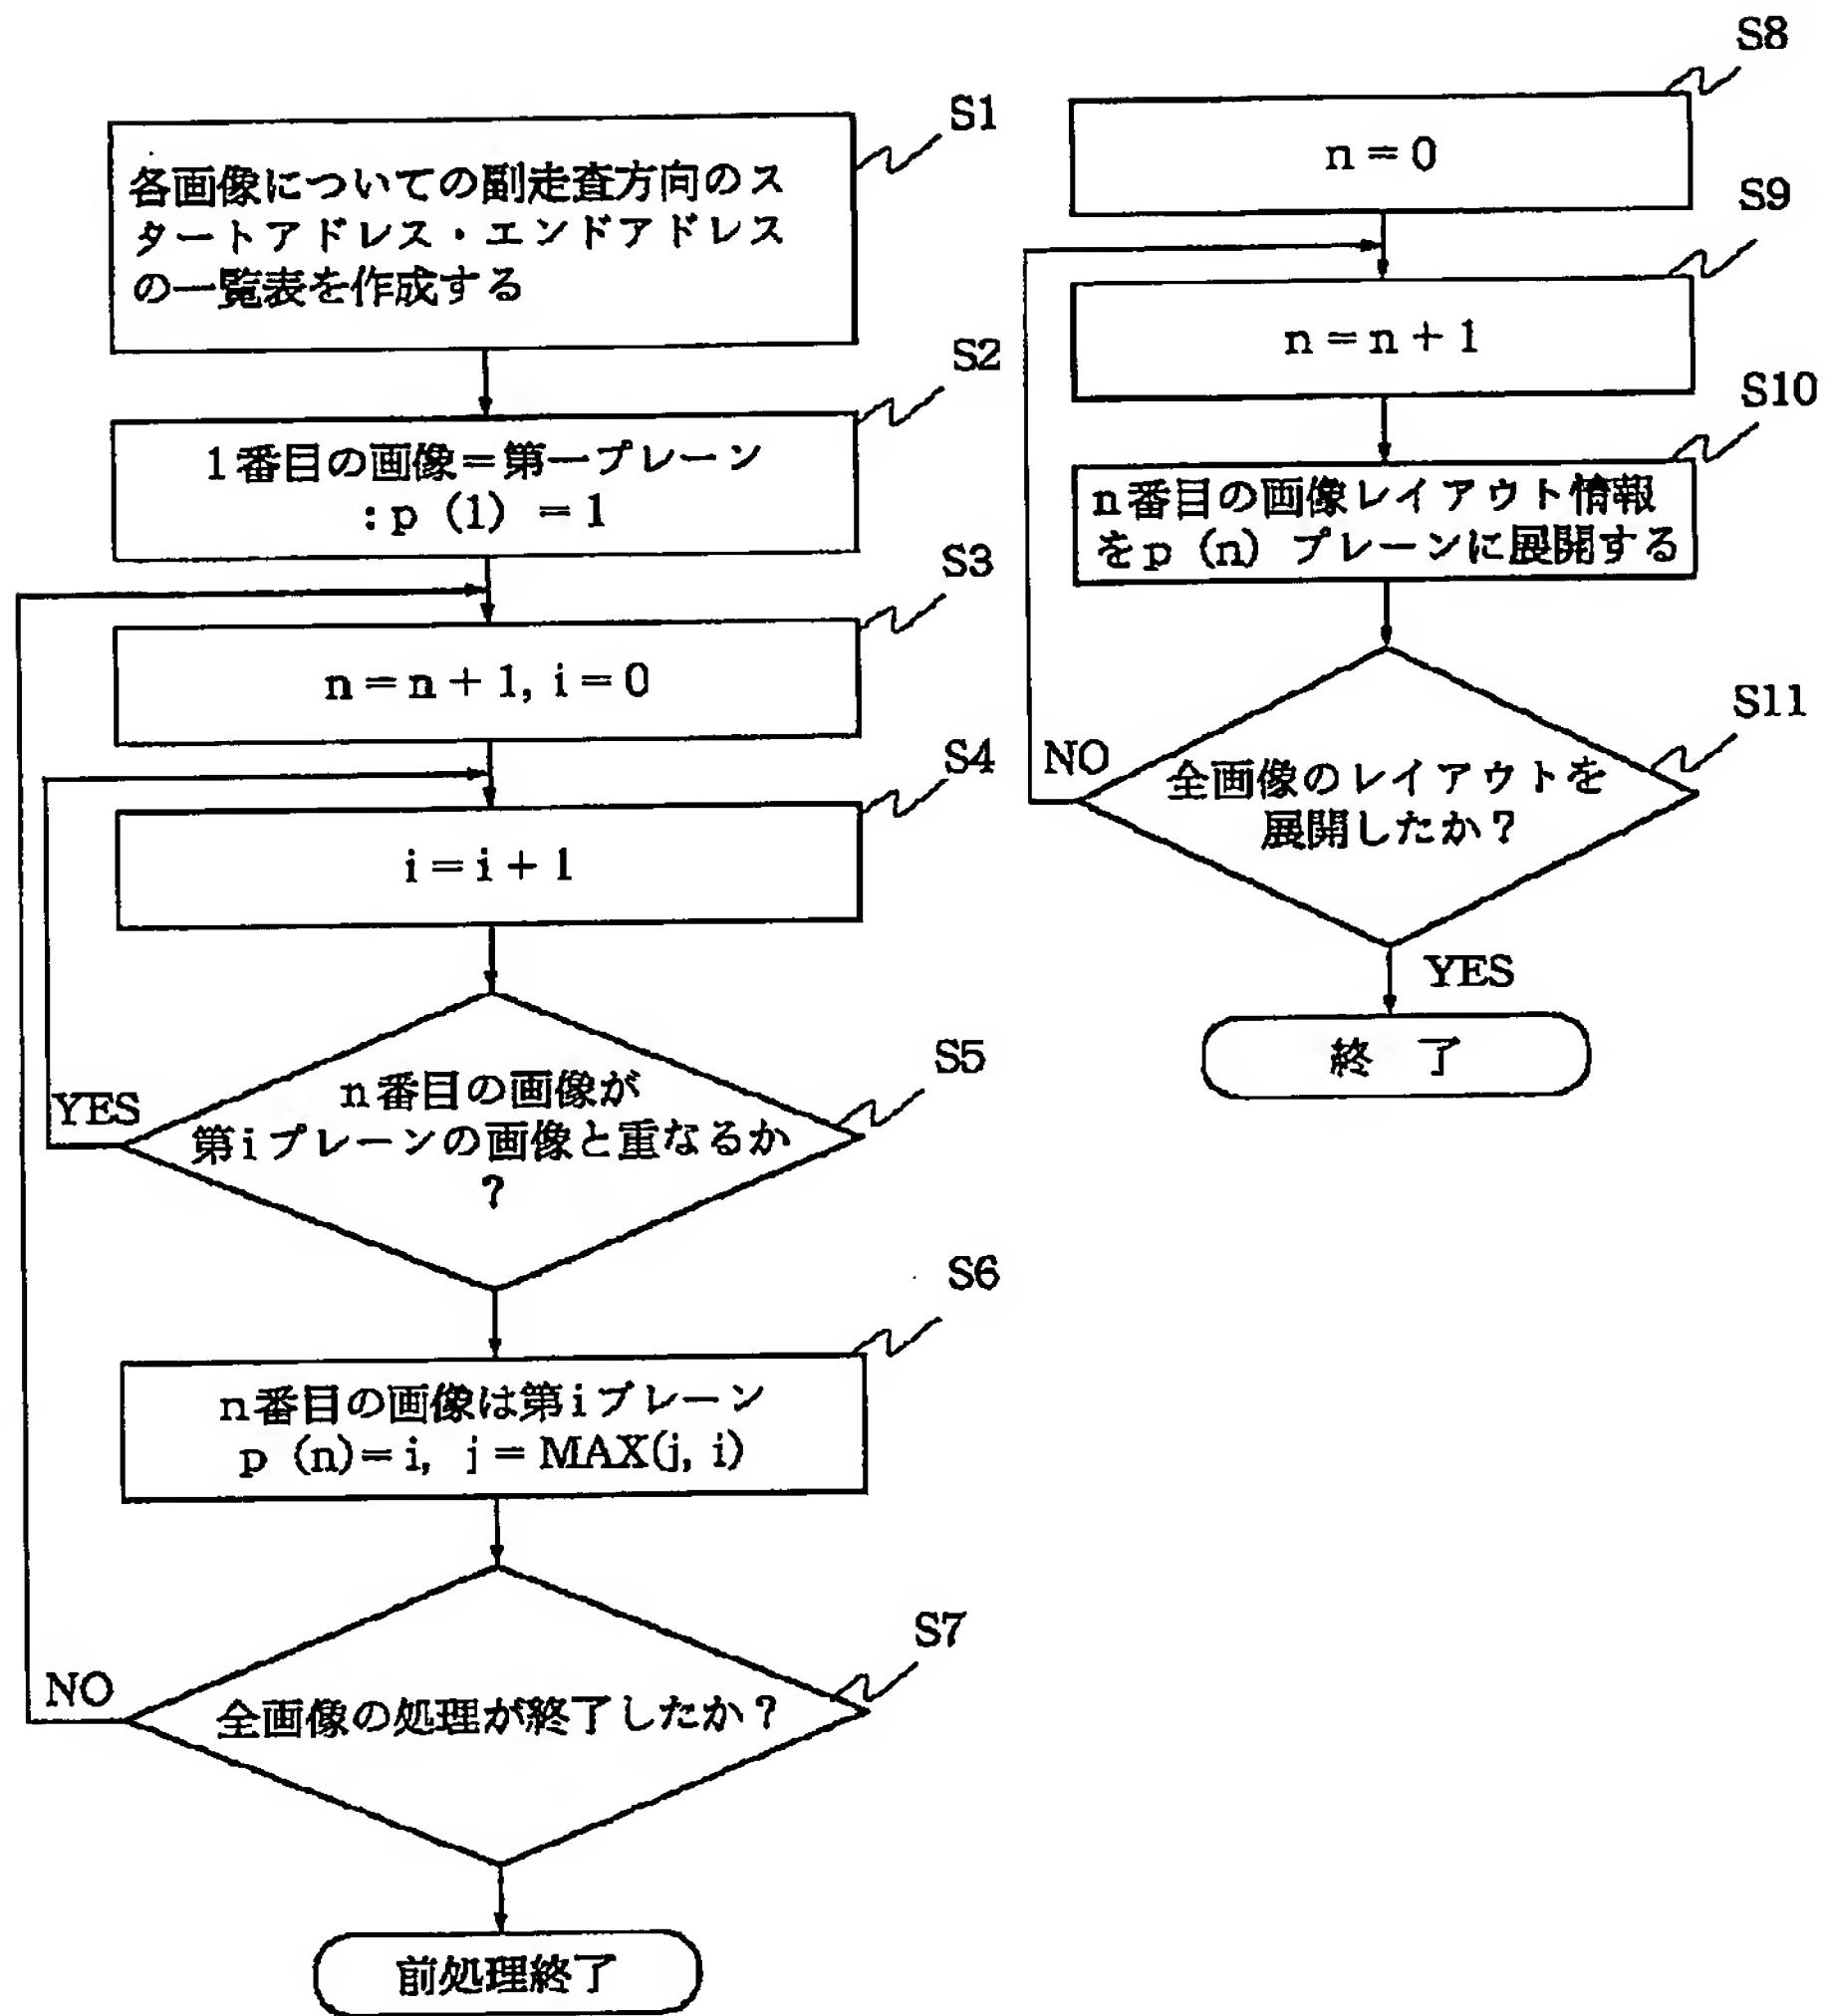 S1
各画像についての副走査方向のス
タートアドレス・エンドアドレス
の一覧表を作成する
S2
1番目の画像＝第一プレーン
:p (1) ＝1
S3
n＝n＋1, i＝0
S4
i＝i＋1
S5
n番目の画像が
第iプレーンの画像と重なるか
?
YES
S6
n番目の画像は第iプレーン
p (n)＝i, j＝MAX(j, i)
S7
全画像の処理が終了したか?
NO
前処理終了
S8
n＝0
S9
n＝n＋1
S10
n番目の画像レイアウト情報
をp (n) プレーンに展開する
S11
全画像のレイアウトを
展開したか?
NO
YES
終 了